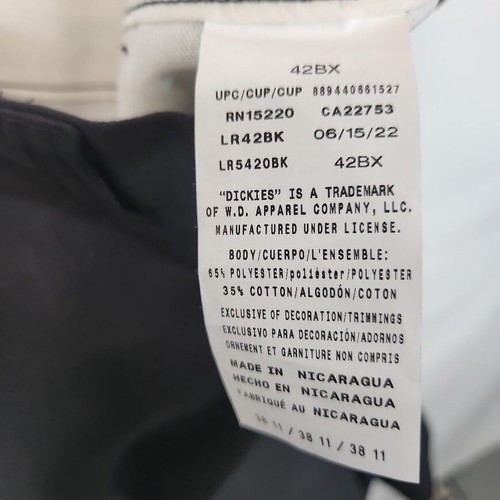 42BX
UPC/CUP/CUP 889440661527
RN15220 CA22753
LR42BK 06/15/22
LR5420BK 42BX
"DICKIES" IS A TRADEMARK
OF W.D. APPAREL COMPANY, LLC.
MANUFACTURED UNDER LICENSE.
BODY/CUERPO/L'ENSEMBLE:
65% POLYESTER/poliéster/POLYESTER
35% COTTON/ALGODÓN/COTON
EXCLUSIVE OF DECORATION/TRIMMINGS
EXCLUSIVO PARA DECORACIÓN/ADORNOS
ORNEMENT ET GARNITURE NON COMPRIS
MADE IN NICARAGUA
HECHO EN NICARAGUA
FABRIQUÉ AU NICARAGUA
38 11 / 38 11 / 38 11